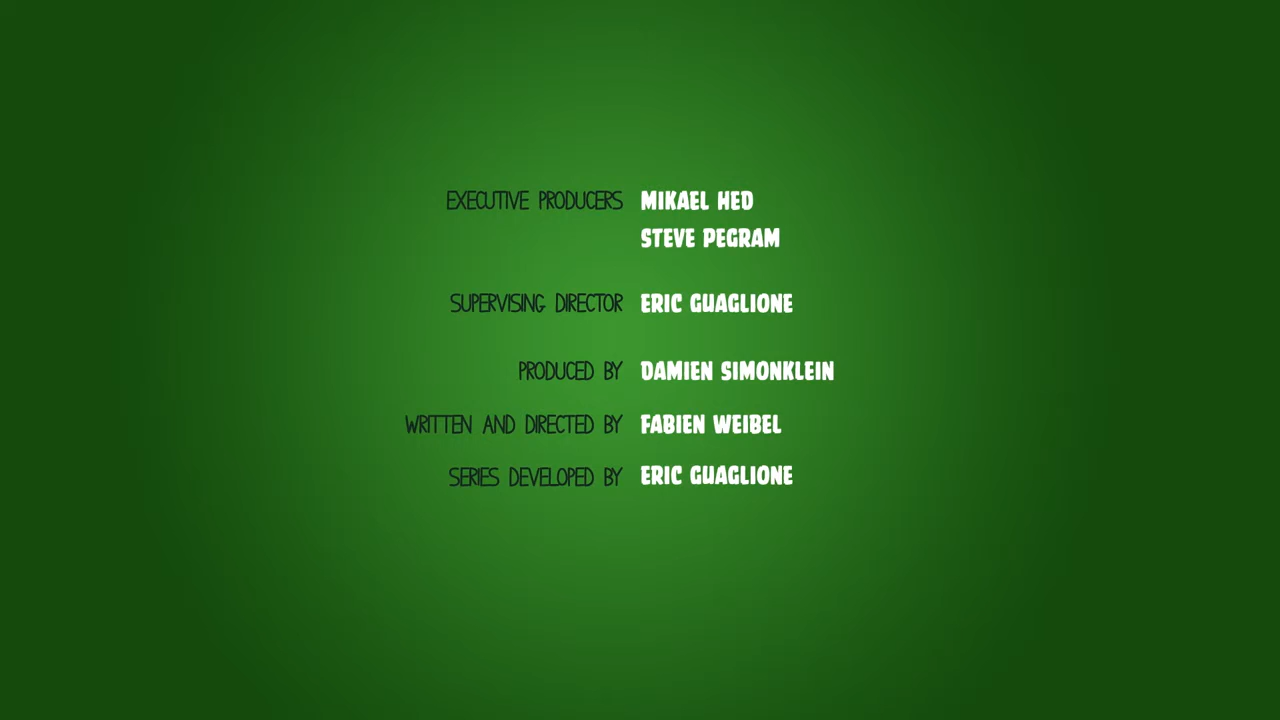 EXECUTIVE PRODUCERS MIKAEL HED
STEVE PEGRAM
SUPERVISING DIRECTOR ERIC GUAGLIONE
PRODUCED BY DAMIEN SIMONKLEIN
WRITTEN AND DIRECTED BY FABIEN WEIBEL
SERIES DEVELOPED BY ERIC GUAGLIONE